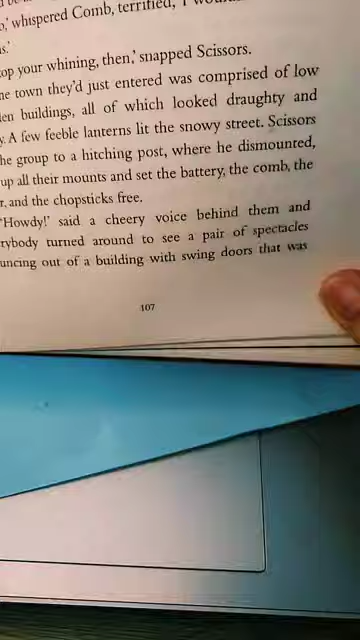 o,' whispered Comb, terrified, 'I
s.'
op your whining, then,' snapped Scissors.
ne town they'd just entered was comprised of low
en buildings, all of which looked draughty and
y. A few feeble lanterns lit the snowy street. Scissors
he group to a hitching post, where he dismounted,
up all their mounts and set the battery, the comb, the
r, and the chopsticks free.
'Howdy!' said a cheery voice behind them and
rybody turned around to see a pair of spectacles
uncing out of a building with swing doors that was
107